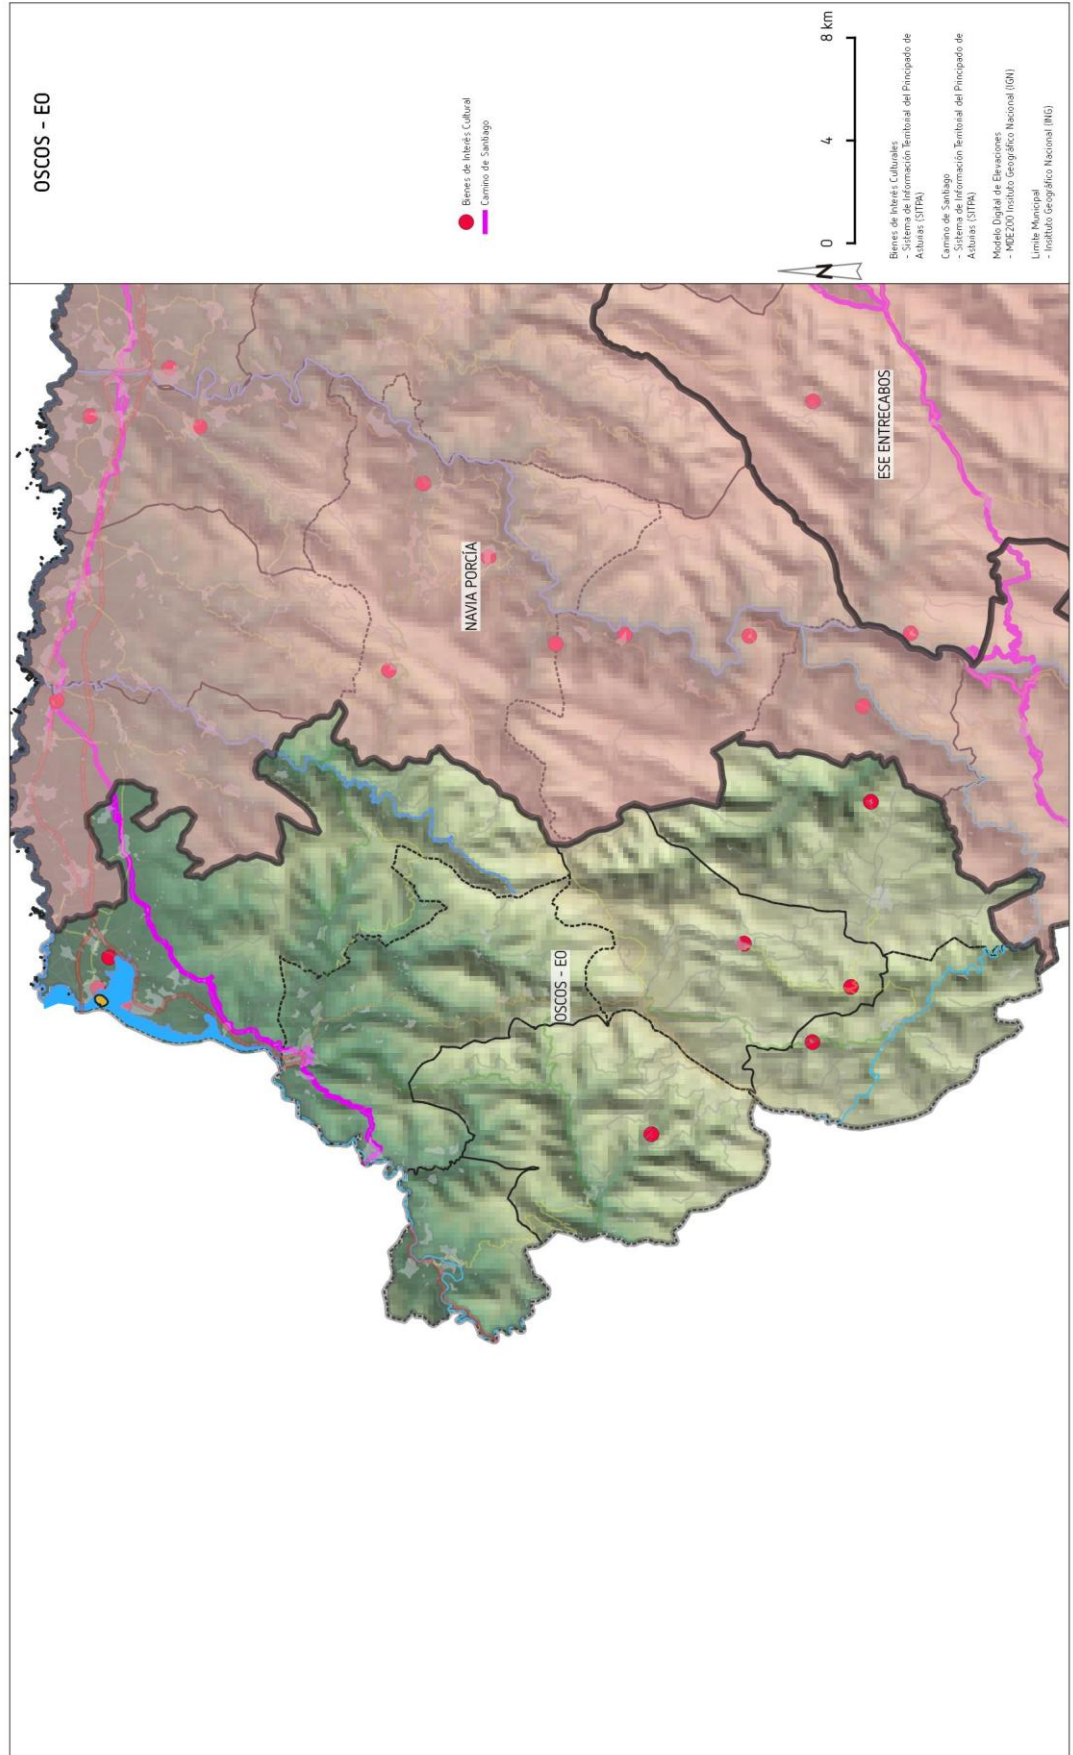 OSCOS - EO
Bienes de Interés Cultural
Camino de Santiago
0 4 8 km
N
Bienes de Interés Culturales
- Sistema de Información Territorial del Principado de
Asturias (SITPA)
Camino de Santiago
- Sistema de Información Territorial del Principado de
Asturias (SITPA)
Modelo Digital de Elevaciones
- MDE200 Insituto Geográfico Nacional (IGN)
Limite Municipal
- Instituto Geográfico Nacional (ING)
NAVIA PORCÍA
ESE ENTRECABOS
OSCOS - EO